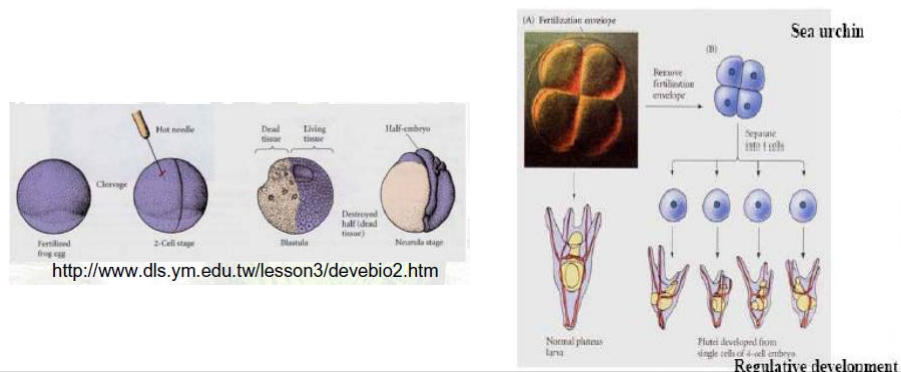 Hot needle
Dead
tissue
Living
tissue
Half-embryo
Cleavage
Destroyed
half (dead
tissue)
Fertilized
frog egg
2-Cell stage
Blastula
Neurula stage
http://www.dls.ym.edu.tw/lesson3/devebio2.htm
(A) Fertilization envelope
Sea urchin
(B)
Remove
fertilization
envelope
Separate
into 4 cells
Normal pluteus
larva
Plutei developed from
single cells of 4-cell embryo
Regulative development